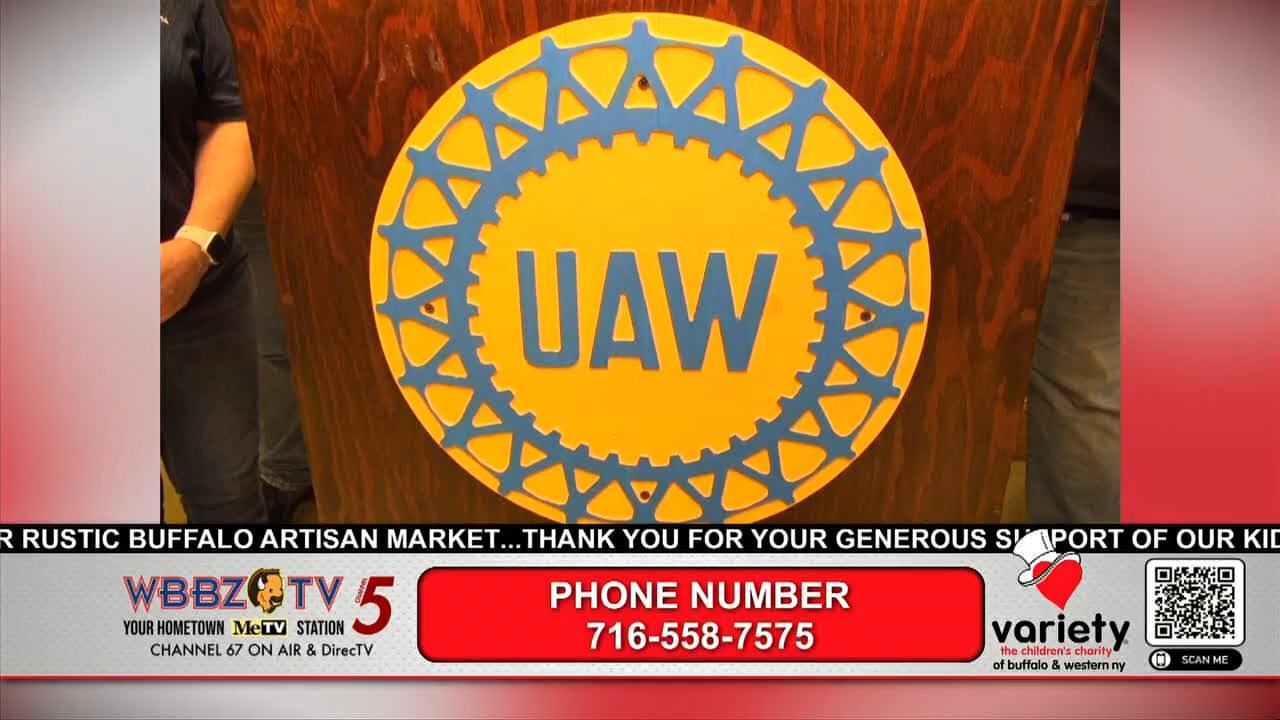 UAW
R RUSTIC BUFFALO ARTISAN MARKET...THANK YOU FOR YOUR GENEROUS SUPPORT OF OUR KID
WBBZ TV CHANNEL 5
YOUR HOMETOWN MeTV STATION
CHANNEL 67 ON AIR & DirecTV
PHONE NUMBER
716-558-7575
variety
the children's charity
of buffalo & western ny
SCAN ME